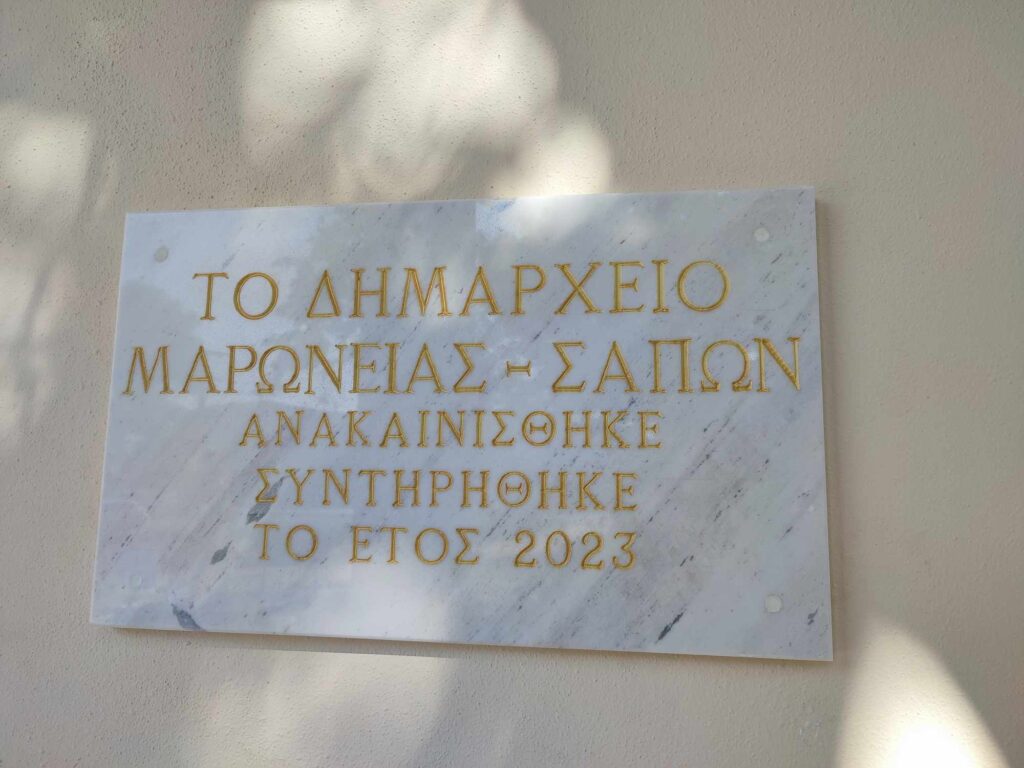 ΤΟ ΔΗΜΑΡΧΕΙΟ
ΜΑΡΩΝΕΙΑΣ - ΣΑΠΩΝ
ΑΝΑΚΑΙΝΙΣΘΗΚΕ
ΣΥΝΤΗΡΗΘΗΚΕ
ΤΟ ΕΤΟΣ 2023